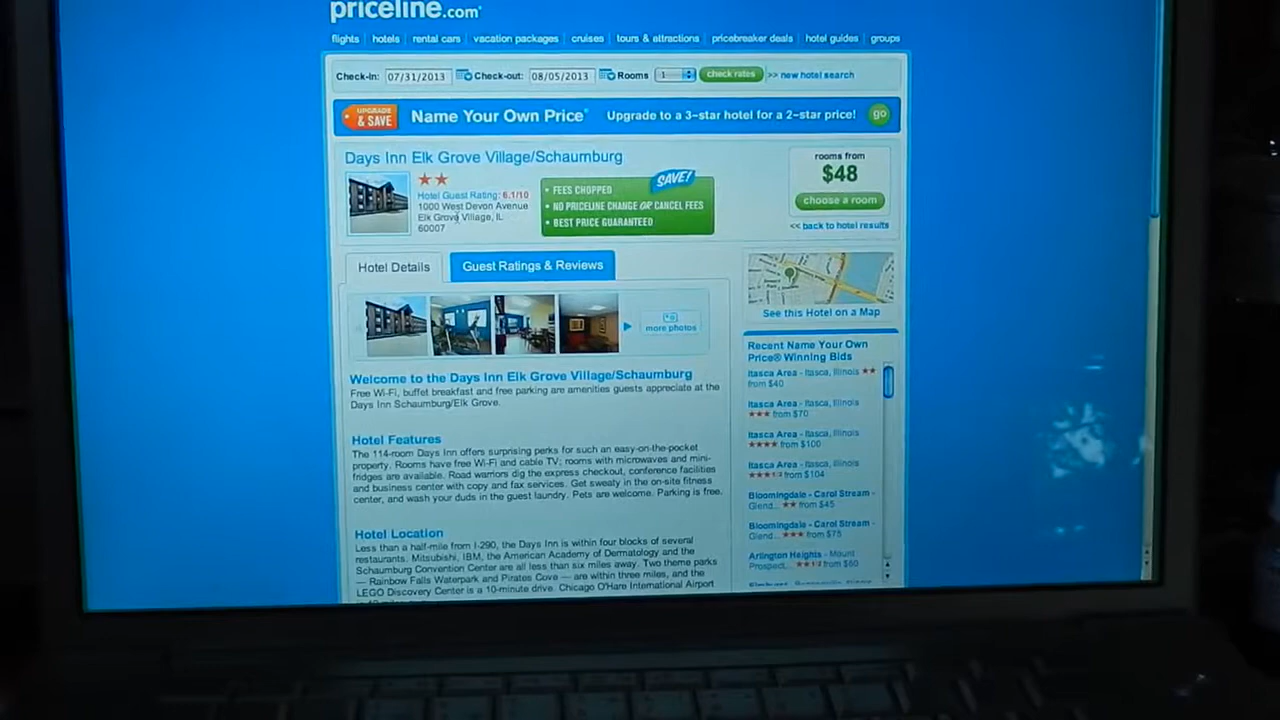 priceline.com
flights hotels rental cars vacation packages cruises tours & attractions pricebreaker deals hotel guides groups
Check-in: 07/31/2013 Check-out: 08/05/2013 Rooms 1 check rates >> new hotel search
UPGRADE
& SAVE
Name Your Own Price® Upgrade to a 3-star hotel for a 2-star price! go
Days Inn Elk Grove Village/Schaumburg
Hotel Guest Rating: 6.1/10
1000 West Devon Avenue
Elk Grove Village, IL
60007
SAVE!
• FEES CHOPPED
• NO PRICELINE CHANGE OR CANCEL FEES
• BEST PRICE GUARANTEED
rooms from
$48
choose a room
<< back to hotel results
Hotel Details Guest Ratings & Reviews
more photos
See this Hotel on a Map
Welcome to the Days Inn Elk Grove Village/Schaumburg
Free Wi-Fi, buffet breakfast and free parking are amenities guests appreciate at the
Days Inn Schaumburg/Elk Grove.
Hotel Features
The 114-room Days Inn offers surprising perks for such an easy-on-the-pocket
property. Rooms have free Wi-Fi and cable TV; rooms with microwaves and mini-
fridges are available. Road warriors dig the express checkout, conference facilities
and business center with copy and fax services. Get sweaty in the on-site fitness
center, and wash your duds in the guest laundry. Pets are welcome. Parking is free.
Hotel Location
Less than a half-mile from I-290, the Days Inn is within four blocks of several
restaurants. Mitsubishi, IBM, the American Academy of Dermatology and the
Schaumburg Convention Center are all less than six miles away. Two theme parks
— Rainbow Falls Waterpark and Pirates Cove — are within three miles, and the
LEGO Discovery Center is a 10-minute drive. Chicago O'Hare International Airport
Recent Name Your Own
Price® Winning Bids
Itasca Area - Itasca, Illinois
from $40
Itasca Area - Itasca, Illinois
from $70
Itasca Area - Itasca, Illinois
from $100
Itasca Area - Itasca, Illinois
1/2 from $104
Bloomingdale - Carol Stream -
Glend... from $45
Bloomingdale - Carol Stream -
Glend... from $75
Arlington Heights - Mount
Prospect,... 1/2 from $60